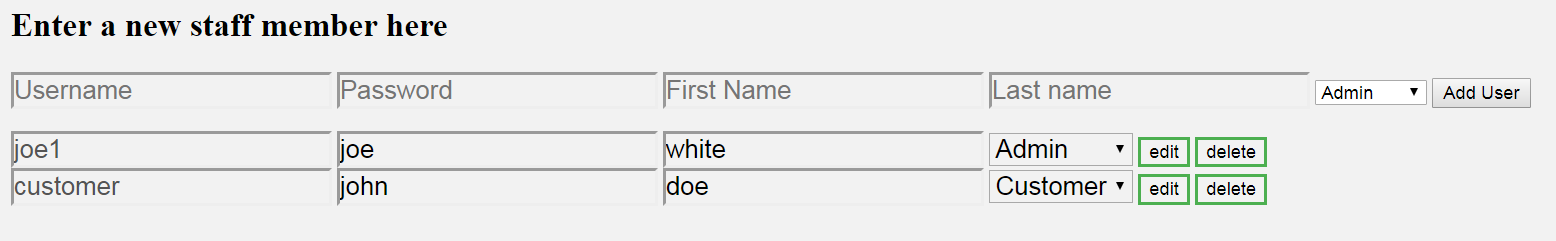 Enter a new staff member here
Username Password First Name Last name Admin Add User
joe1 joe white Admin edit delete
customer john doe Customer edit delete